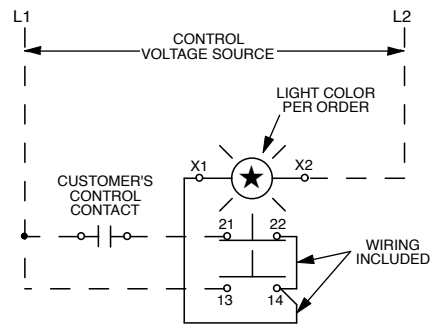 L1
L2
CONTROL
VOLTAGE SOURCE
LIGHT COLOR
PER ORDER
X1
X2
CUSTOMER'S
CONTROL
CONTACT
21
22
WIRING
INCLUDED
13
14